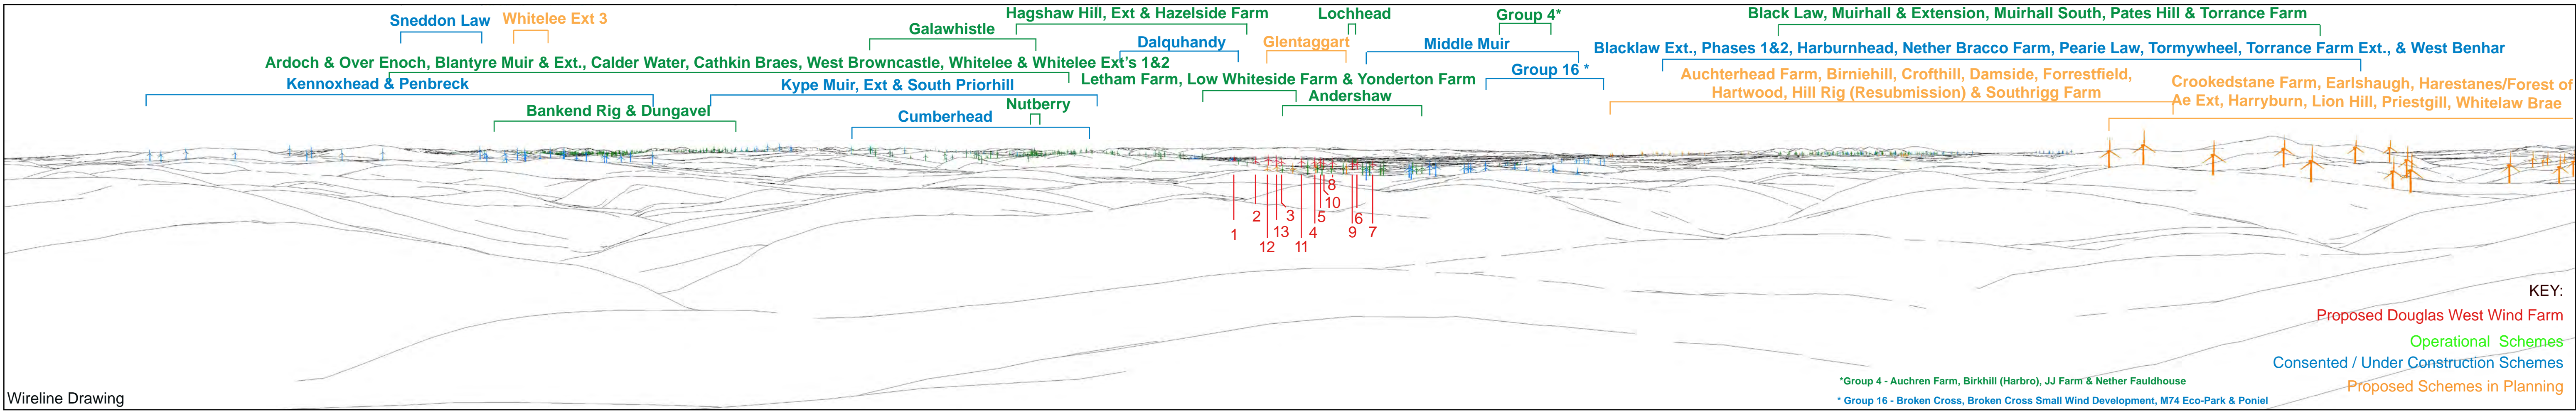 Sneddon Law
Whitelee Ext 3
Hagshaw Hill, Ext & Hazelside Farm
Lochhead
Group 4*
Black Law, Muirhall & Extension, Muirhall South, Pates Hill & Torrance Farm
Galawhistle
Dalquhandy
Glentaggart
Middle Muir
Blacklaw Ext., Phases 1&2, Harburnhead, Nether Bracco Farm, Pearie Law, Tormywheel, Torrance Farm Ext., & West Benhar
Ardoch & Over Enoch, Blantyre Muir & Ext., Calder Water, Cathkin Braes, West Browncastle, Whitelee & Whitelee Ext's 1&2
Group 16 *
Auchterhead Farm, Birniehill, Crofthill, Damside, Forrestfield,
Hartwood, Hill Rig (Resubmission) & Southrigg Farm
Crookedstane Farm, Earlshaugh, Harestanes/Forest of
Ae Ext, Harryburn, Lion Hill, Priestgill, Whitelaw Brae
Kennoxhead & Penbreck
Kype Muir, Ext & South Priorhill
Letham Farm, Low Whiteside Farm & Yonderton Farm
Andershaw
Bankend Rig & Dungavel
Nutberry
Cumberhead
8
10
1
2
12
13
3
11
4
5
9
6
7
KEY:
Proposed Douglas West Wind Farm
Operational Schemes
Consented / Under Construction Schemes
Proposed Schemes in Planning
*Group 4 - Auchren Farm, Birkhill (Harbro), JJ Farm & Nether Fauldhouse
* Group 16 - Broken Cross, Broken Cross Small Wind Development, M74 Eco-Park & Poniel
Wireline Drawing